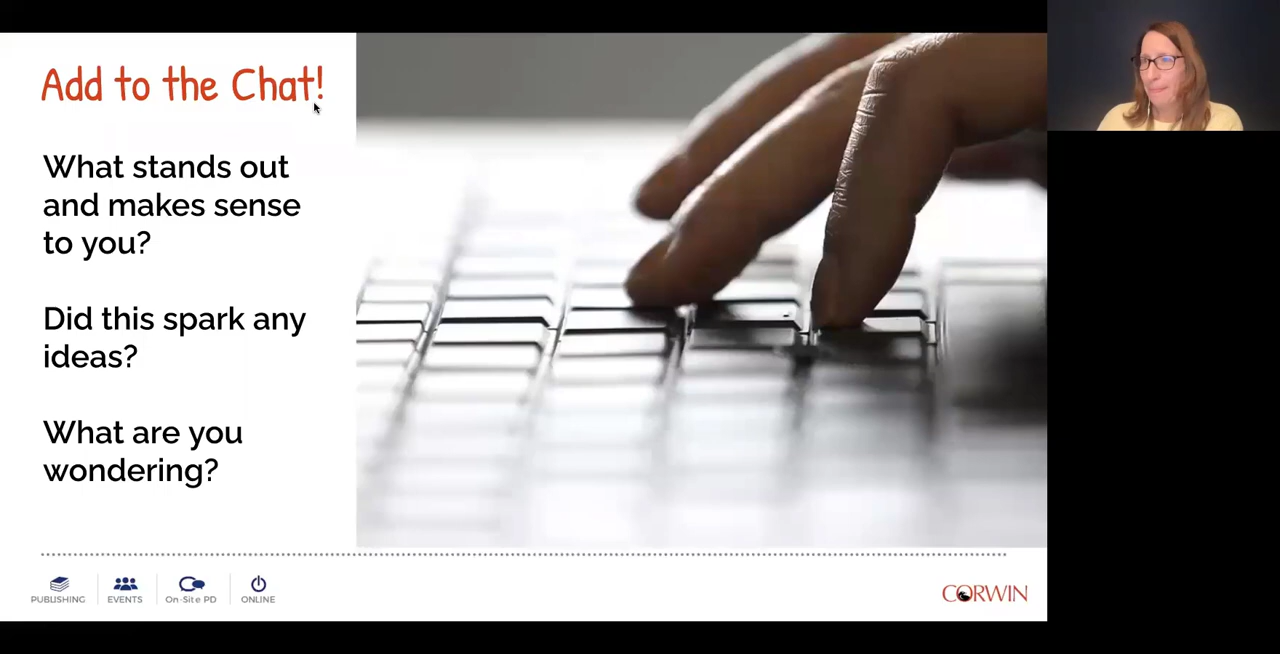 Add to the Chat!
What stands out
and makes sense
to you?
Did this spark any
ideas?
What are you
wondering?
PUBLISHING
EVENTS
On-Site PD
ONLINE
CORWIN